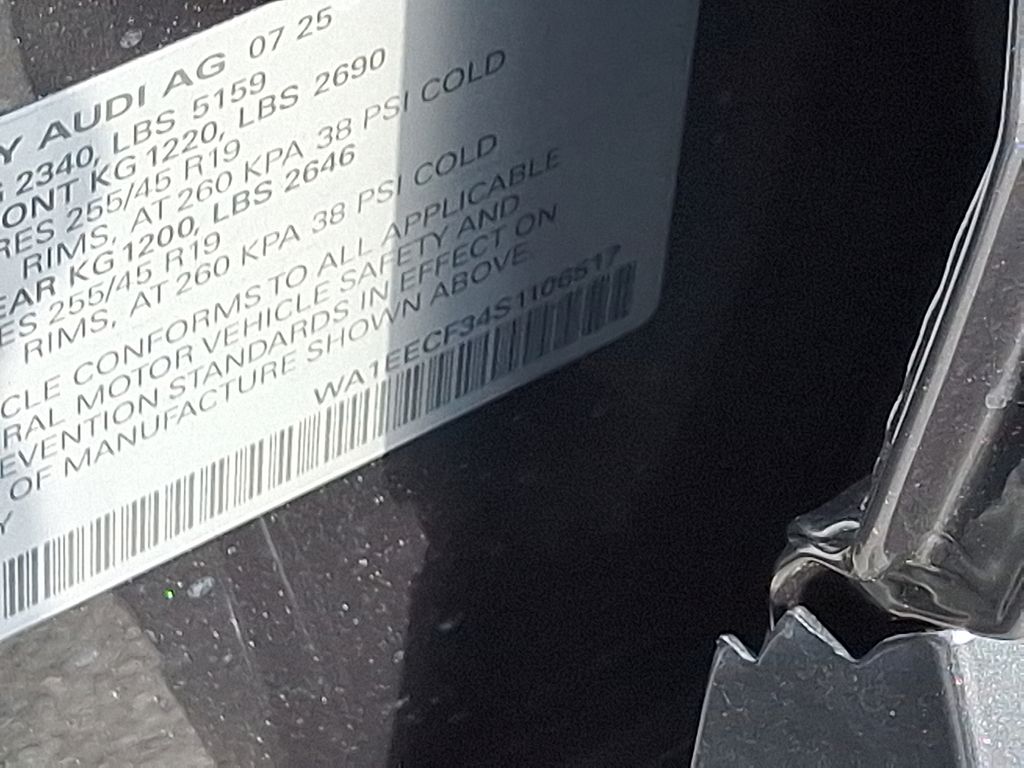 Y AUDI AG 07 25
G 2340, LBS 5159
ONT KG 1220, LBS 2690
RES 255/45 R19
RIMS, AT 260 KPA 38 PSI COLD
EAR KG 1200, LBS 2646
ES 255/45 R19
RIMS, AT 260 KPA 38 PSI COLD
CLE CONFORMS TO ALL APPLICABLE
RAL MOTOR VEHICLE SAFETY AND
EVENTION STANDARDS IN EFFECT ON
OF MANUFACTURE SHOWN ABOVE.
WA1EECF34S1106517
Y